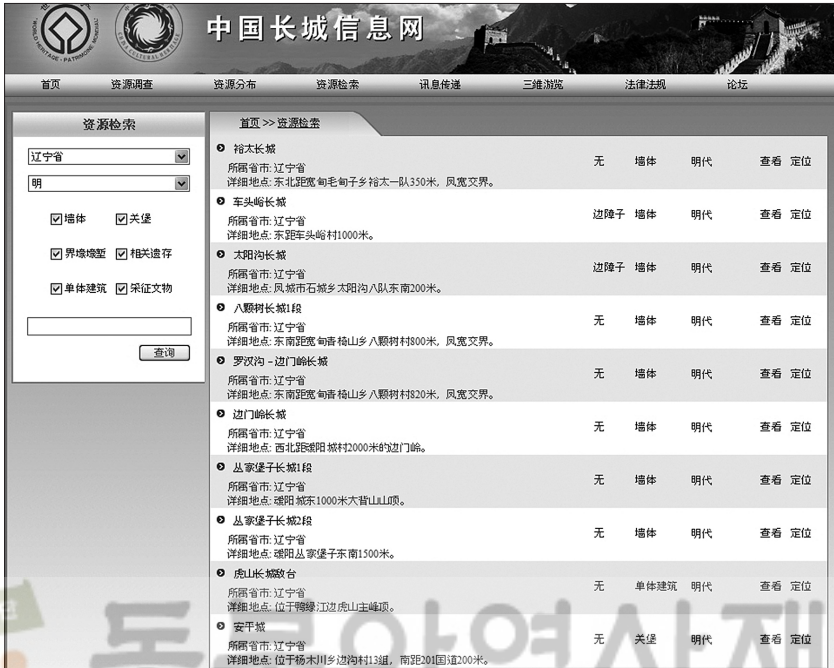 WORLD HERITAGE · PATRIMOINE MONDIAL
中国长城信息网
首页 资源调查 资源分布 资源检索 讯息传递 三维游览 法律法规 论坛
资源检索
辽宁省
明
墙体 关堡
界壕壕堑 相关遗存
单体建筑 采征文物
查询
首页 >> 资源检索
裕太长城
所属省市: 辽宁省
详细地点: 东北距宽甸毛甸子乡裕太一队350米，凤宽交界。
无 墙体 明代 查看 定位
车头峪长城
所属省市: 辽宁省
详细地点: 东距车头峪村1000米。
边障子 墙体 明代 查看 定位
太阳沟长城
所属省市: 辽宁省
详细地点: 凤城市石城乡太阳沟八队东南200米。
边障子 墙体 明代 查看 定位
八颗树长城1段
所属省市: 辽宁省
详细地点: 东南距宽甸香椅山乡八颗树村800米，凤宽交界。
无 墙体 明代 查看 定位
罗汉沟－边门岭长城
所属省市: 辽宁省
详细地点: 东南距宽甸香椅山乡八颗树村820米，凤宽交界。
无 墙体 明代 查看 定位
边门岭长城
所属省市: 辽宁省
详细地点: 西北距叆阳城村2000米的边门岭。
无 墙体 明代 查看 定位
丛家堡子长城1段
所属省市: 辽宁省
详细地点: 叆阳城东1000米大背山山顶。
无 墙体 明代 查看 定位
丛家堡子长城2段
所属省市: 辽宁省
详细地点: 叆阳丛家堡子东南1500米。
无 墙体 明代 查看 定位
虎山长城敌台
所属省市: 辽宁省
详细地点: 位于鸭绿江边虎山主峰顶。
无 单体建筑 明代 查看 定位
安平城
所属省市: 辽宁省
详细地点: 位于杨木川乡边沟村13组，南距201国道200米。
无 关堡 明代 查看 定位
동북아역사재